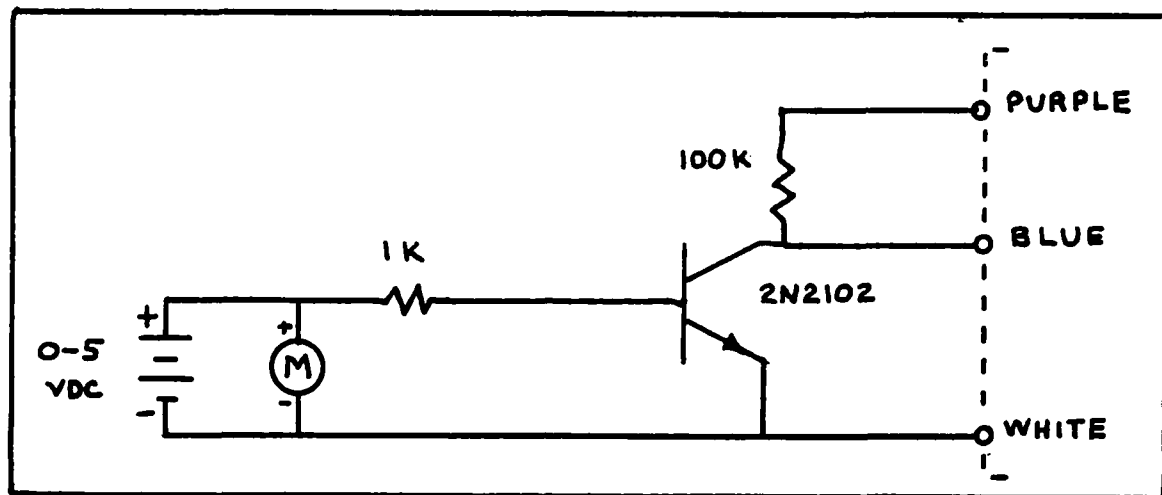 PURPLE
100K
BLUE
1K
2N2102
+
+
0-5
M
VDC
-
-
WHITE